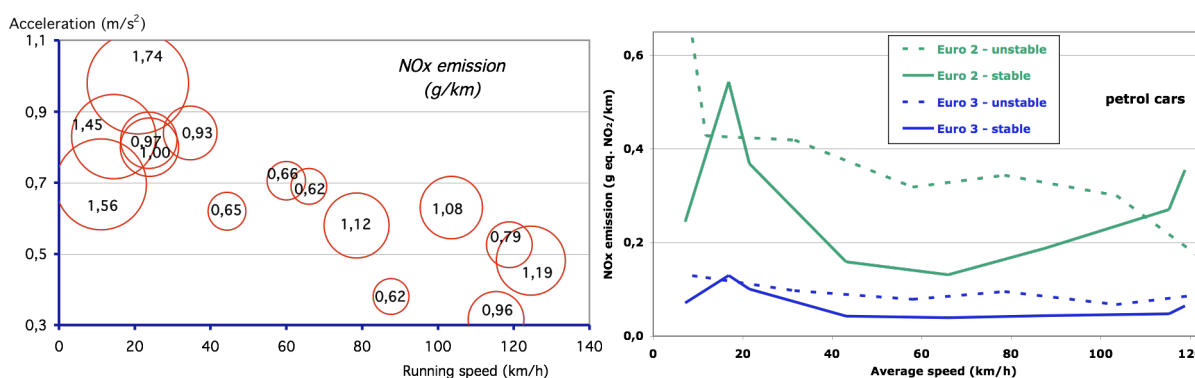 Acceleration (m/s²)
1,1
0,9
0,7
0,5
0,3
NOx emission
(g/km)
1,74
1,45
0,97
1,00
0,93
1,56
0,66
0,62
0,65
1,12
1,08
0,79
1,19
0,62
0,96
0 20 40 60 80 100 120 140
Running speed (km/h)
NOx emission (g eq. NO₂/km)
0,6
0,4
0,2
0,0
Euro 2 - unstable
Euro 2 - stable
Euro 3 - unstable
Euro 3 - stable
petrol cars
0 20 40 60 80 100
Average speed (km/h)